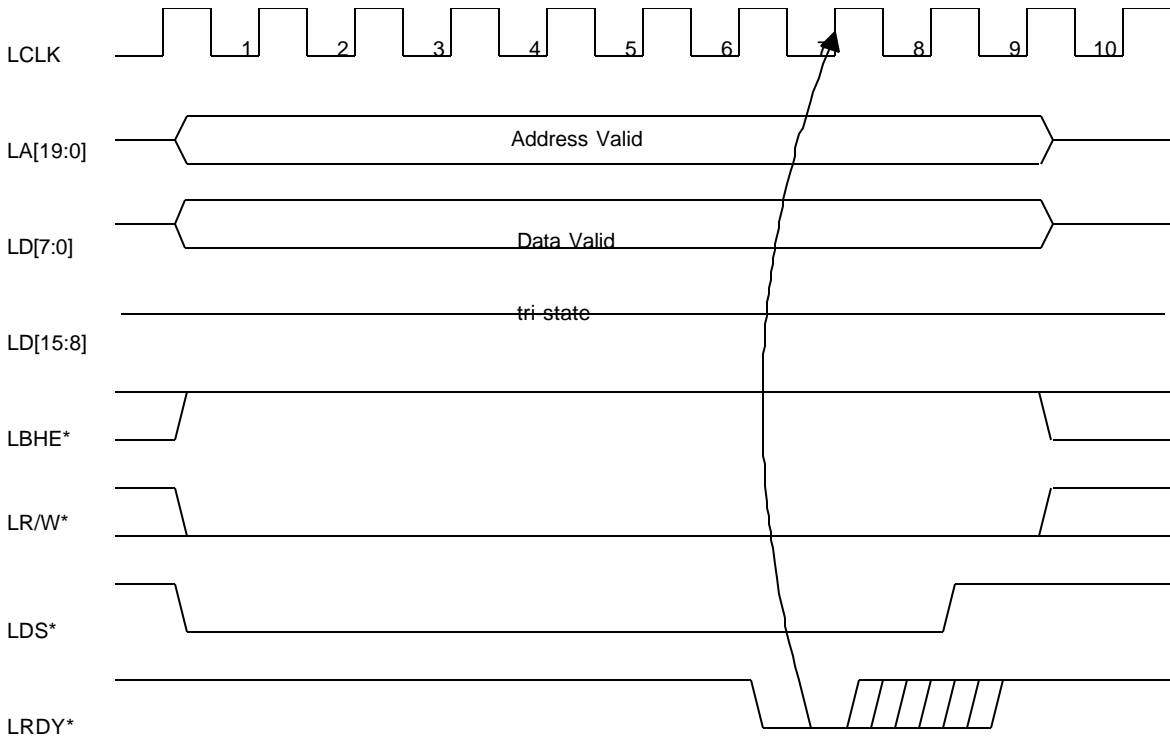 1 2 3 4 5 6 7 8 9 10
LCLK
Address Valid
LA[19:0]
Data Valid
LD[7:0]
tri-state
LD[15:8]
LBHE*
LR/W*
LDS*
LRDY*